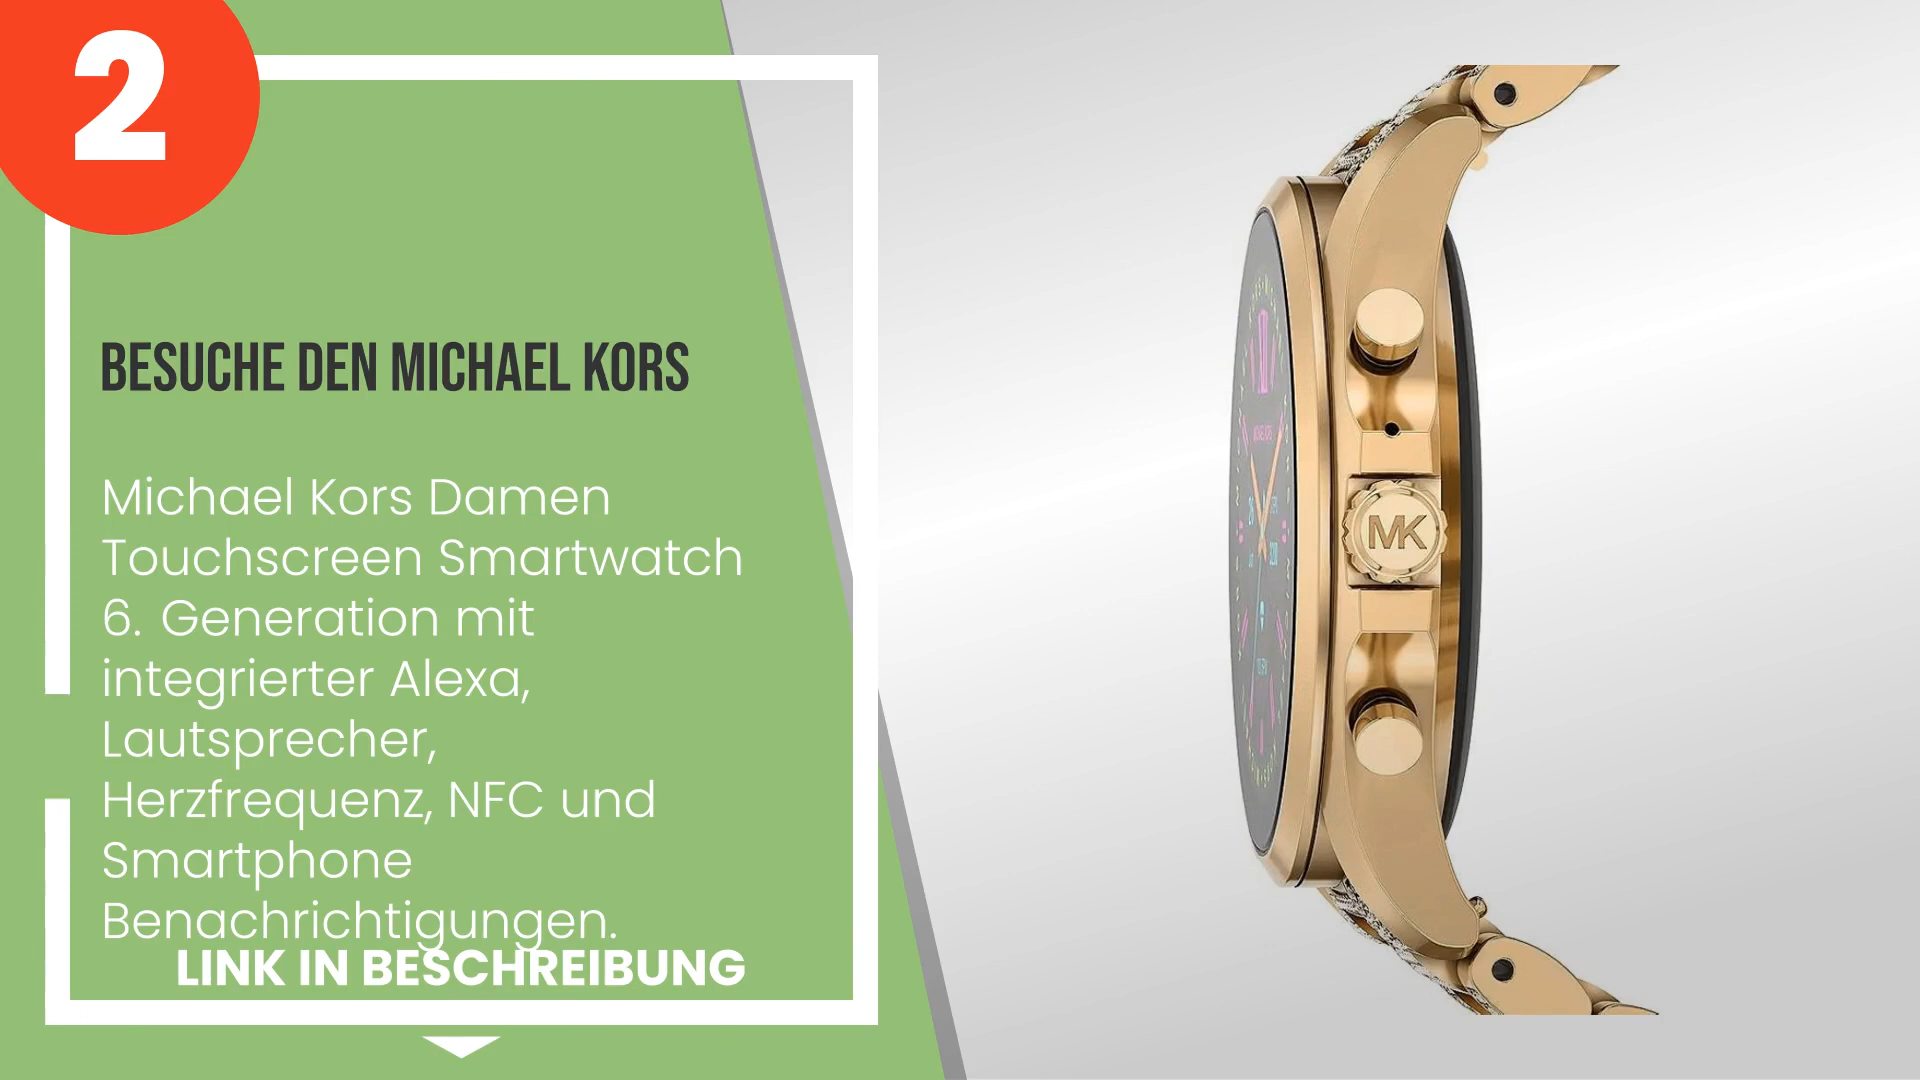 2
BESUCHE DEN MICHAEL KORS
Michael Kors Damen
Touchscreen Smartwatch
6. Generation mit
integrierter Alexa,
Lautsprecher,
Herzfrequenz, NFC und
Smartphone
Benachrichtigungen.
LINK IN BESCHREIBUNG
MK